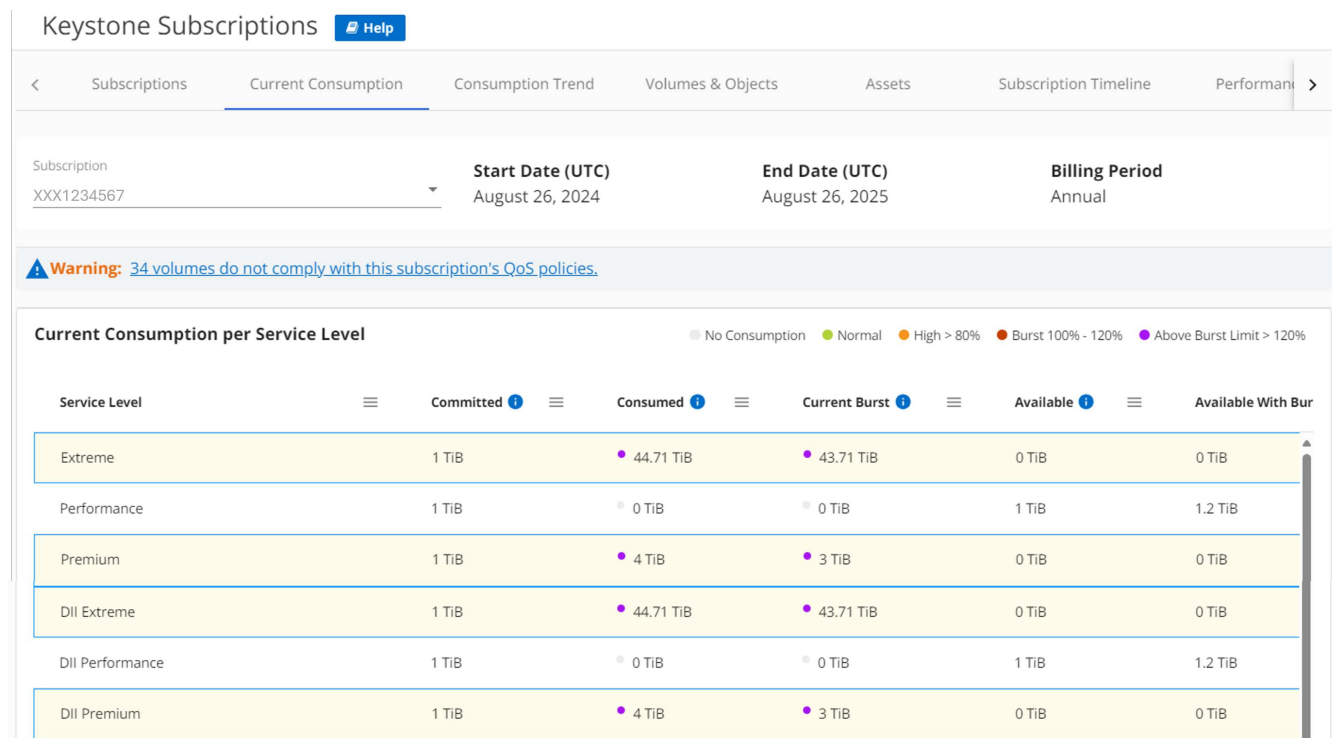 Keystone Subscriptions Help
Subscriptions Current Consumption Consumption Trend Volumes & Objects Assets Subscription Timeline Performanc
Subscription
XXX1234567
Start Date (UTC) End Date (UTC) Billing Period
August 26, 2024 August 26, 2025 Annual
Warning: 34 volumes do not comply with this subscription's QoS policies.
Current Consumption per Service Level
No Consumption Normal High > 80% Burst 100% - 120% Above Burst Limit > 120%
Service Level Committed Consumed Current Burst Available Available With Bur
Extreme 1 TiB 44.71 TiB 43.71 TiB 0 TiB 0 TiB
Performance 1 TiB 0 TiB 0 TiB 1 TiB 1.2 TiB
Premium 1 TiB 4 TiB 3 TiB 0 TiB 0 TiB
DII Extreme 1 TiB 44.71 TiB 43.71 TiB 0 TiB 0 TiB
DII Performance 1 TiB 0 TiB 0 TiB 1 TiB 1.2 TiB
DII Premium 1 TiB 4 TiB 3 TiB 0 TiB 0 TiB